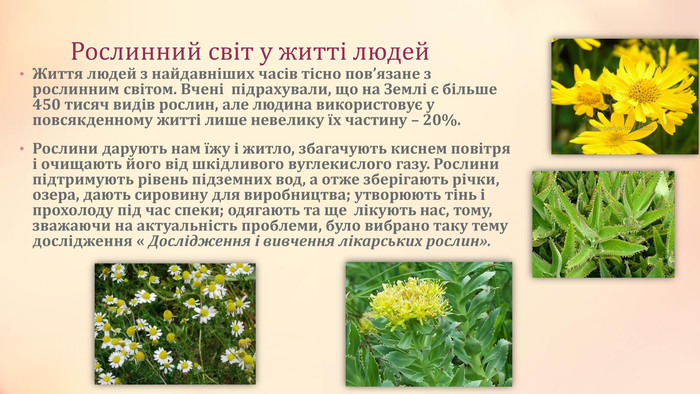 Рослинний світ у житті людей
• Життя людей з найдавніших часів тісно пов’язане з
рослинним світом. Вчені підрахували, що на Землі є більше
450 тисяч видів рослин, але людина використовує у
повсякденному житті лише невелику їх частину – 20%.
• Рослини дарують нам їжу і житло, збагачують киснем повітря
і очищають його від шкідливого вуглекислого газу. Рослини
підтримують рівень підземних вод, а отже зберігають річки,
озера, дають сировину для виробництва; утворюють тінь і
прохолоду під час спеки; одягають та ще лікують нас, тому,
зважаючи на актуальність проблеми, було вибрано таку тему
дослідження « Дослідження і вивчення лікарських рослин».